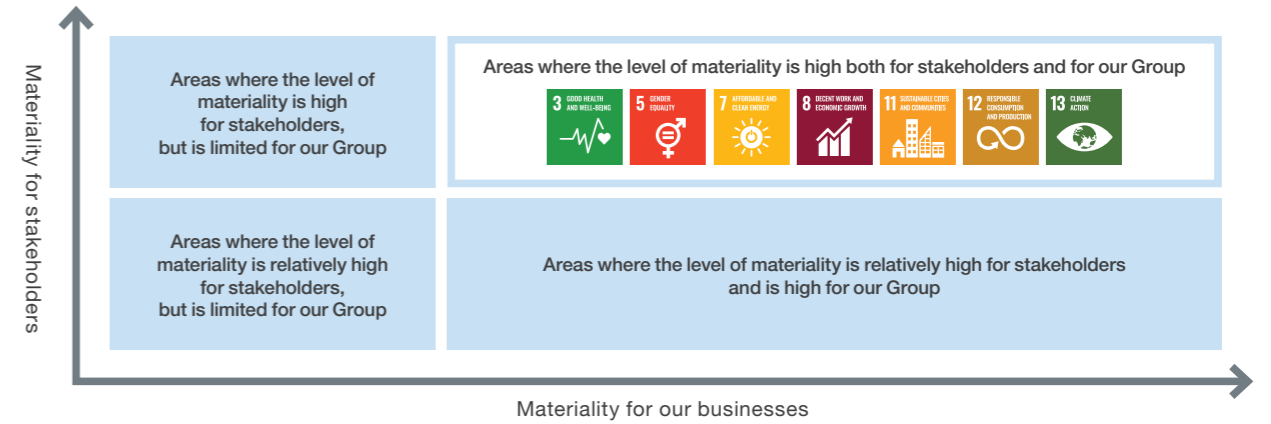 Materiality for stakeholders
Areas where the level of
materiality is high
for stakeholders,
but is limited for our Group
Areas where the level of materiality is high both for stakeholders and for our Group
3 GOOD HEALTH
AND WELL-BEING
5 GENDER
EQUALITY
7 AFFORDABLE AND
CLEAN ENERGY
8 DECENT WORK AND
ECONOMIC GROWTH
11 SUSTAINABLE CITIES
AND COMMUNITIES
12 RESPONSIBLE
CONSUMPTION
AND PRODUCTION
13 CLIMATE
ACTION
Areas where the level of
materiality is relatively high
for stakeholders,
but is limited for our Group
Areas where the level of materiality is relatively high for stakeholders
and is high for our Group
Materiality for our businesses